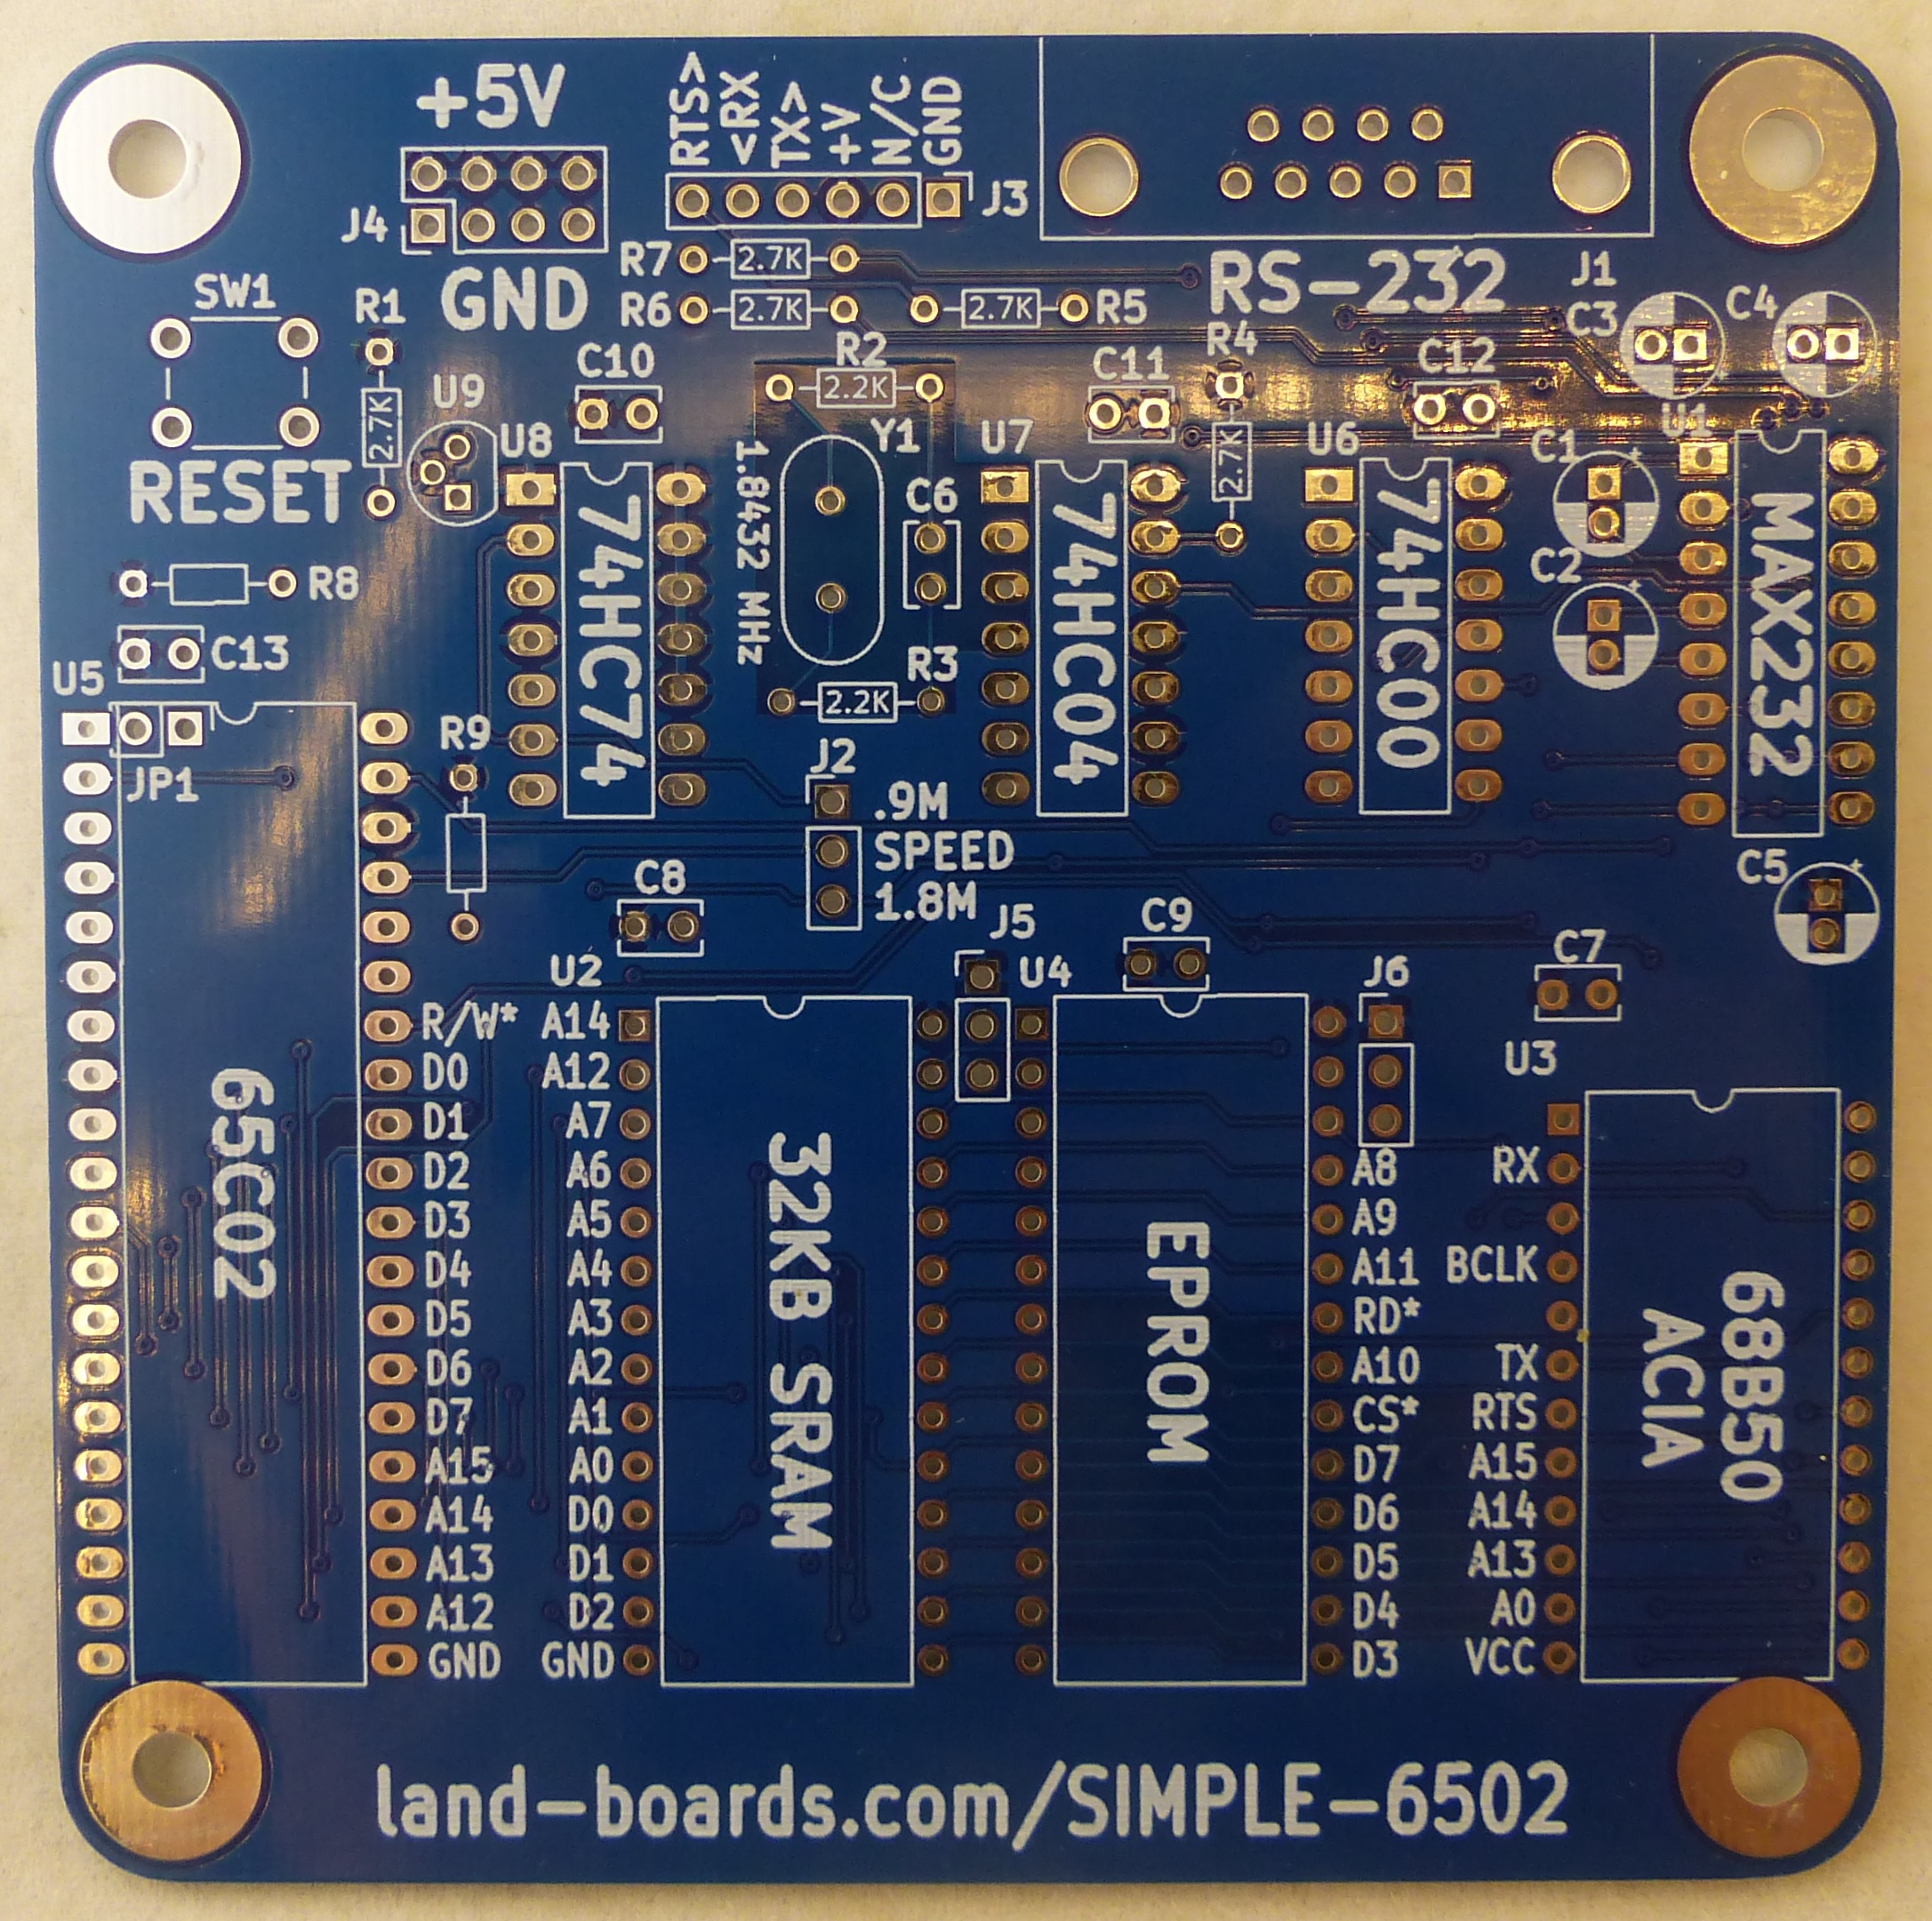 +5V
RTS>
<RX
TX>
+V
N/C
GND
J4
J3
GND
R7
2.7K
RS-232
J1
SW1
R1
R6
2.7K
2.7K
R5
C3
C4
R4
C10
R2
C11
C12
2.2K
2.7K
U9
U8
Y1
U7
2.7K
U6
C1
U1
RESET
1.8432 MHz
C6
74HC74
74HC04
74HC00
MAX232
C2
R8
C13
R3
U5
2.2K
R9
J2
JP1
.9M
SPEED
1.8M
C8
C5
J5
C9
C7
U2
U4
J6
U3
65C02
R/W*
D0
D1
D2
D3
D4
D5
D6
D7
A15
A14
A13
A12
GND
A14
A12
A7
A6
A5
A4
A3
A2
A1
A0
D0
D1
D2
GND
32KB SRAM
EPROM
A8
A9
A11
RD*
A10
CS*
D7
D6
D5
D4
D3
RX
BCLK
TX
RTS
A15
A14
A13
A0
VCC
68B50
ACIA
land-boards.com/SIMPLE-6502